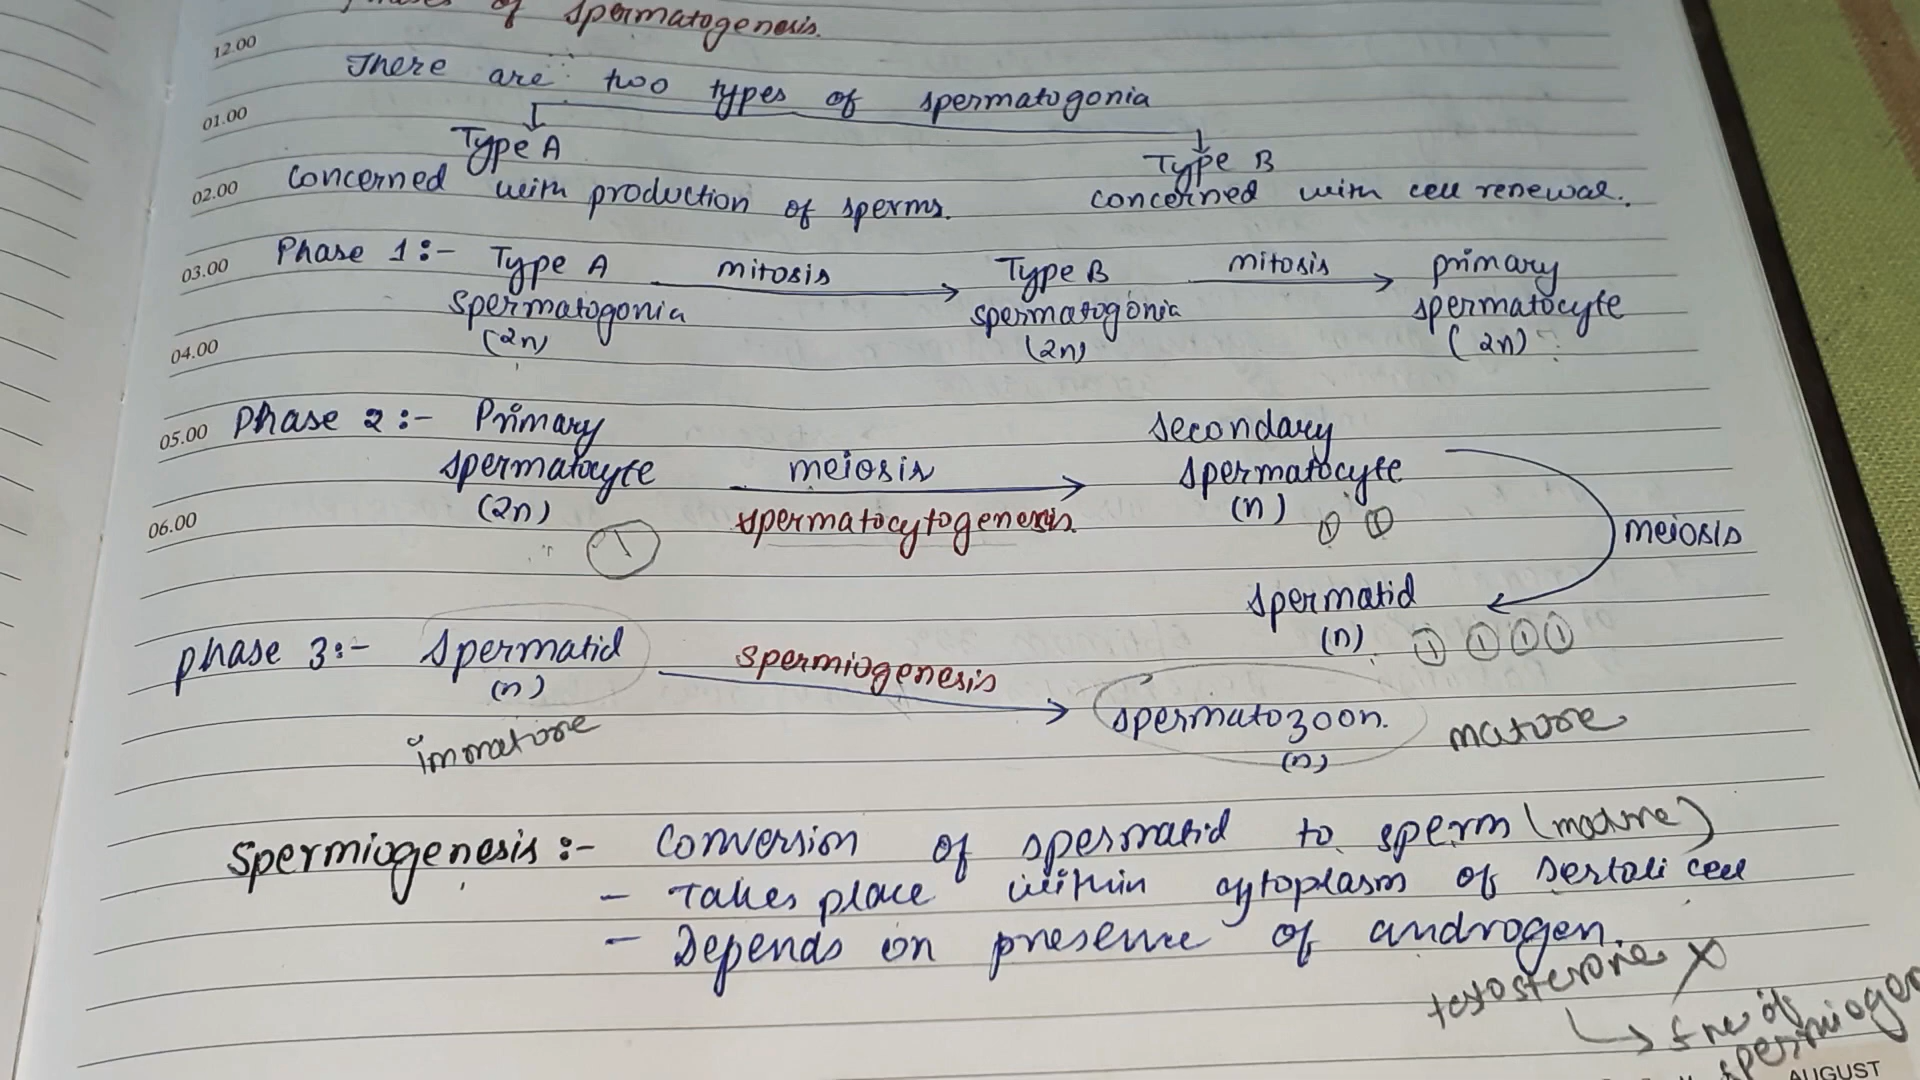 of spermatogenesis.
12.00
There are two types of spermatogonia
01.00
Type A Type B
02.00 Concerned with production of sperms. concerned with cell renewal.
03.00 Phase 1:- Type A mitosis Type B mitosis primary
spermatogonia spermatogonia spermatocyte
04.00 (2n) (2n) (2n)
05.00 Phase 2:- Primary secondary
spermatocyte meiosis spermatocyte
(2n) spermatocytogenesis (n)
06.00 meiosis
spermatid
(n)
phase 3:- Spermatid spermiogenesis
(n) spermatozoon. mature
immature (n)
Spermiogenesis :- Conversion of spermatid to sperm (mature)
- Takes place within cytoplasm of sertoli cell
- Depends on presence of androgen.
testosterone X
AUGUST